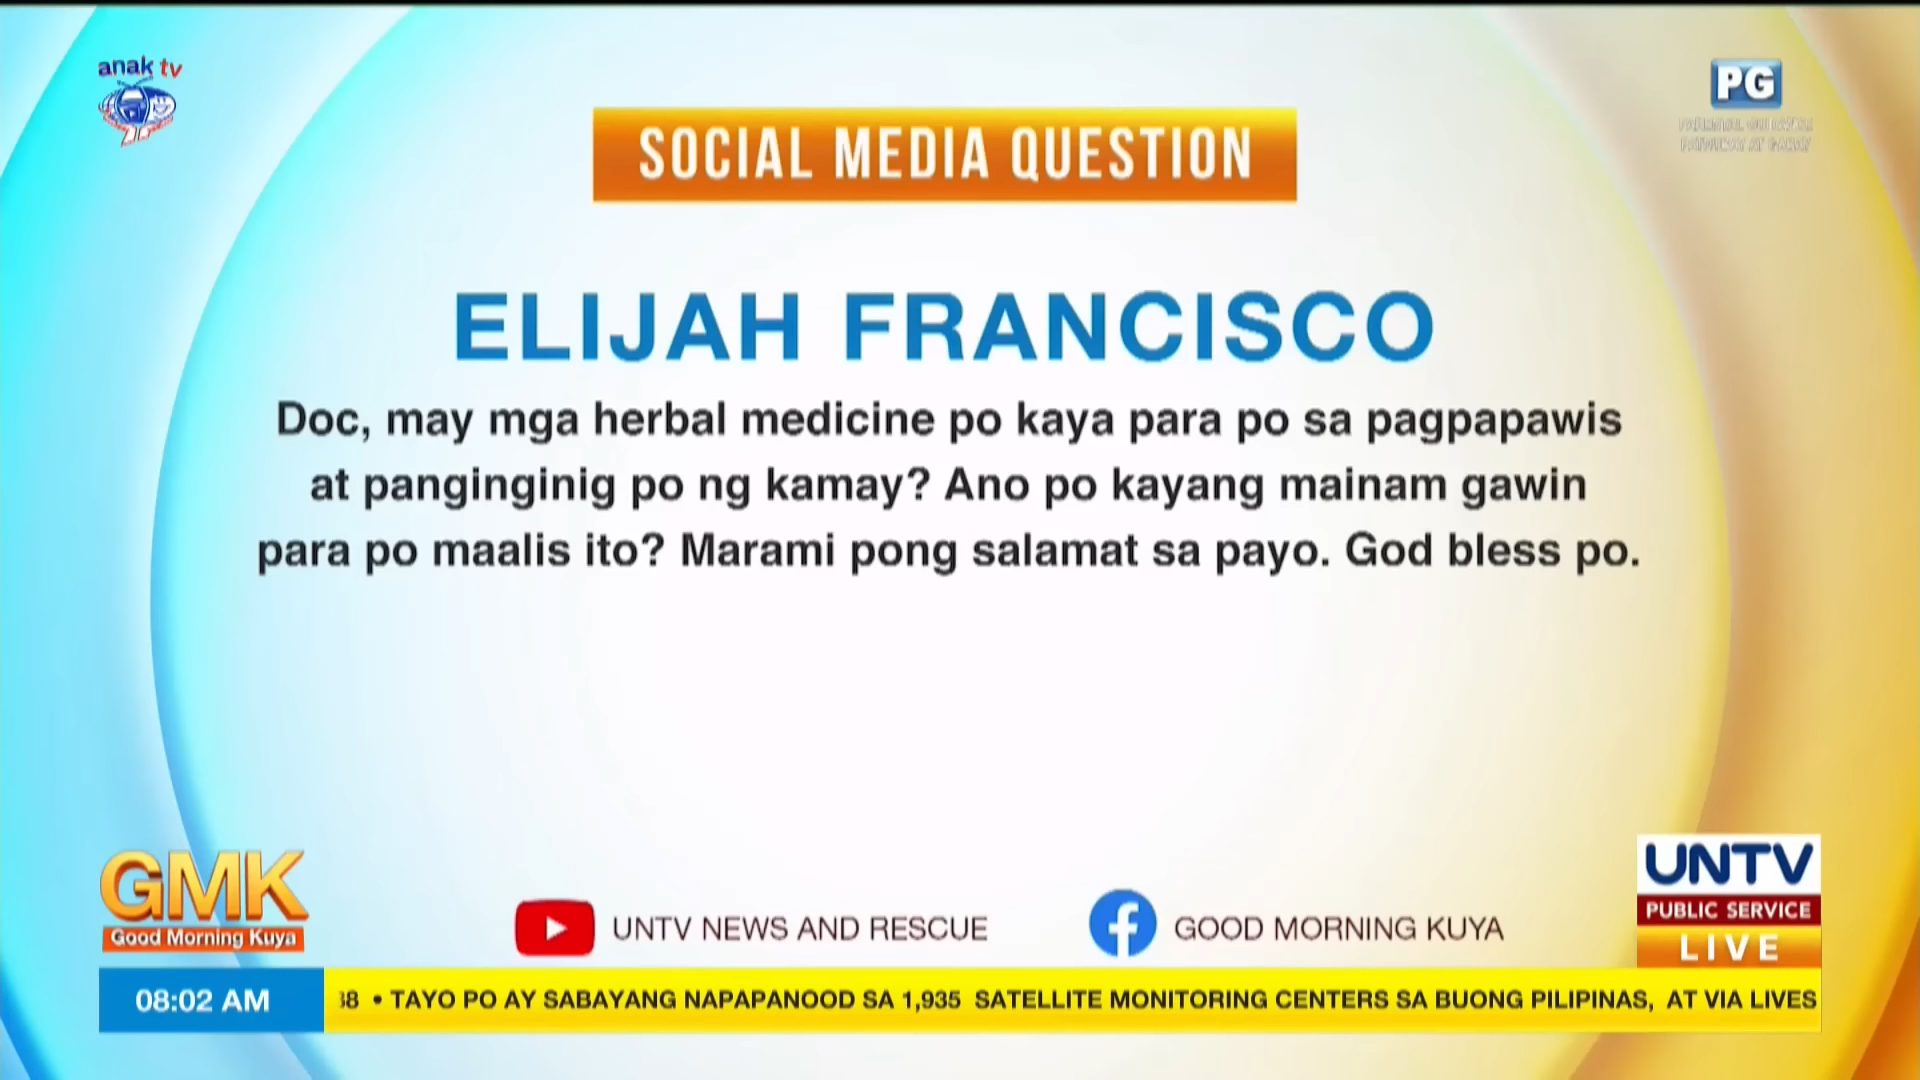 anak tv
PG
SOCIAL MEDIA QUESTION
ELIJAH FRANCISCO
Doc, may mga herbal medicine po kaya para po sa pagpapawis
at panginginig po ng kamay? Ano po kayang mainam gawin
para po maalis ito? Marami pong salamat sa payo. God bless po.
GMK
Good Morning Kuya
UNTV NEWS AND RESCUE
GOOD MORNING KUYA
UNTV
PUBLIC SERVICE
LIVE
08:02 AM
• TAYO PO AY SABAYANG NAPAPANOOD SA 1,935 SATELLITE MONITORING CENTERS SA BUONG PILIPINAS, AT VIA LIVES